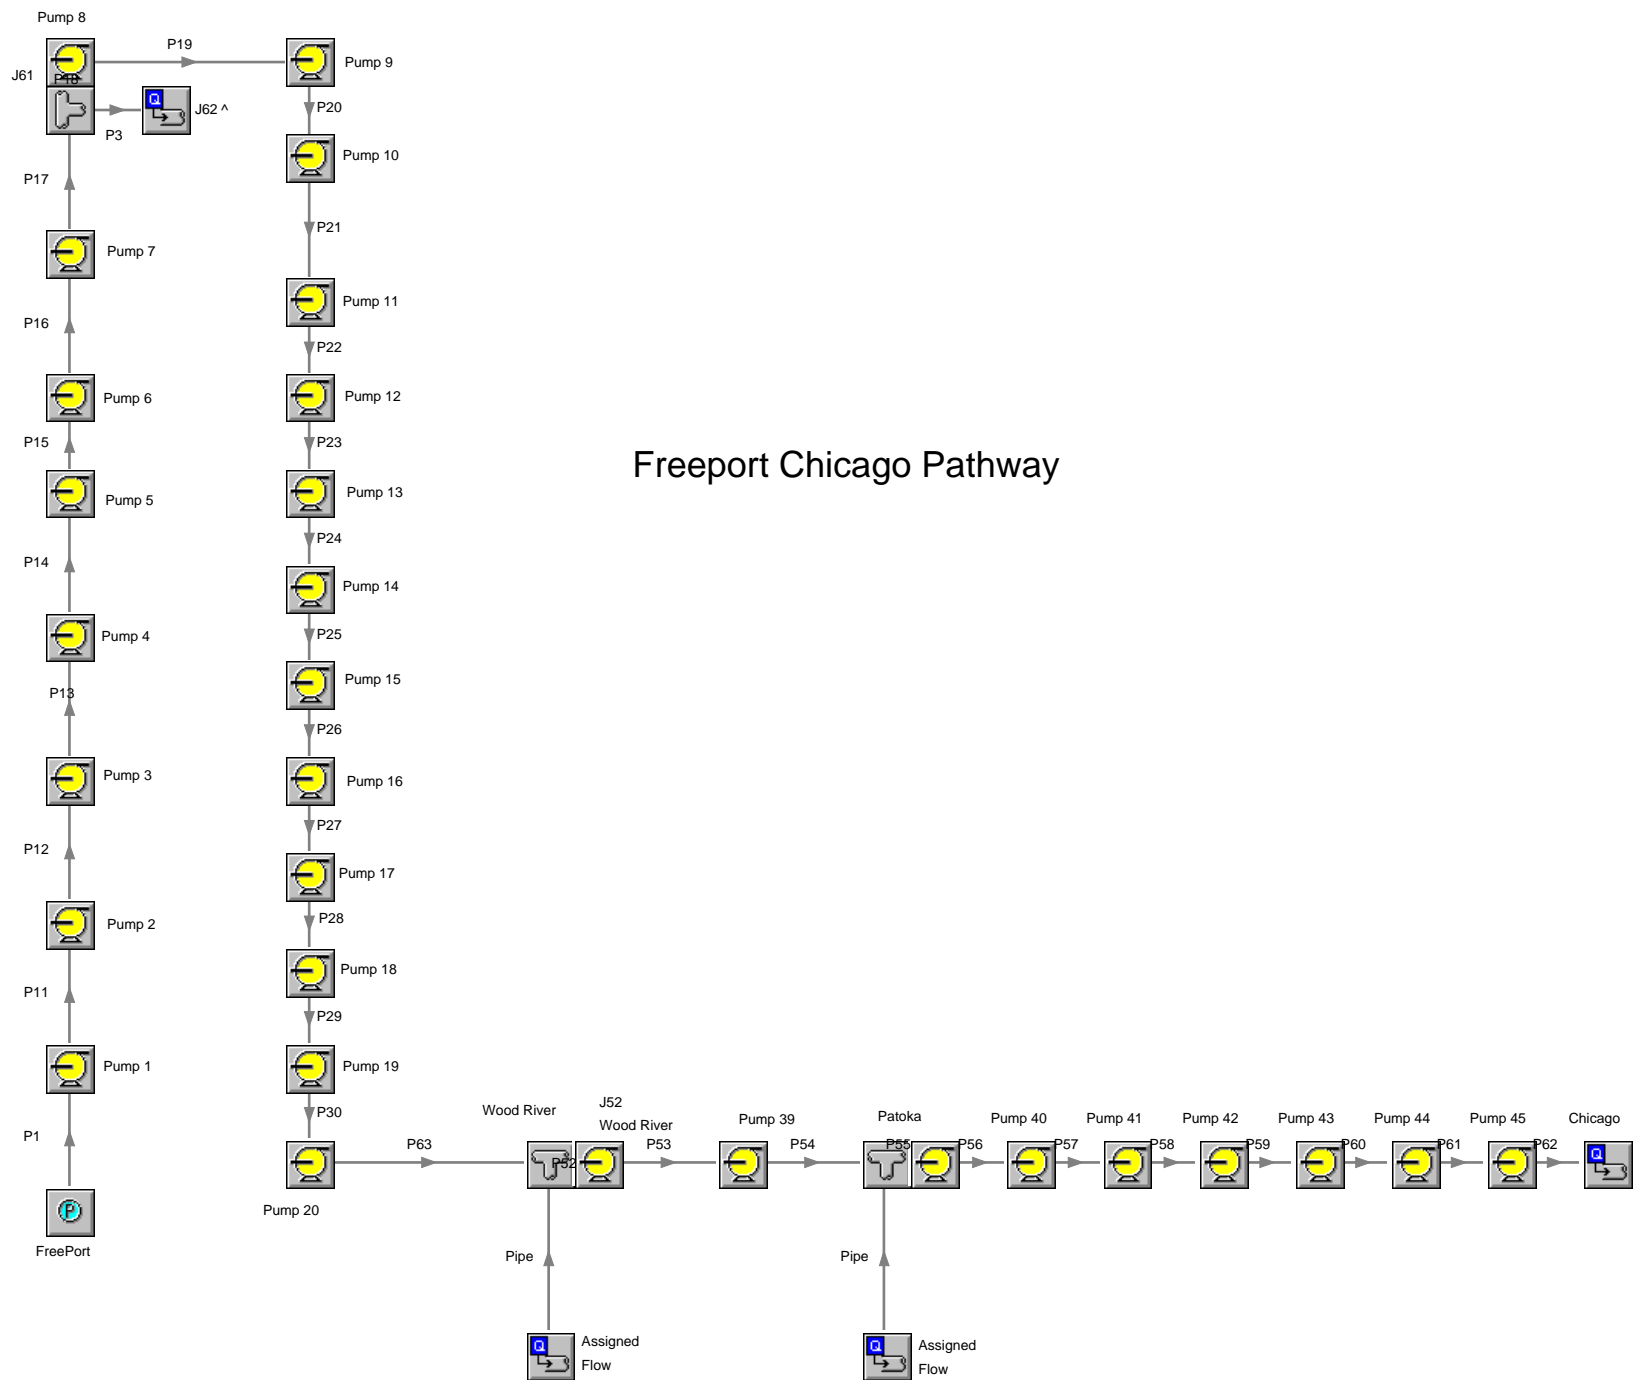 Pump 8
P19
Pump 9
J61
P18
J62 ^
P3
P20
Pump 10
P17
P21
Pump 7
Pump 11
P16
P22
Pump 6
Pump 12
P15
P23
Freeport Chicago Pathway
Pump 5
Pump 13
P24
P14
Pump 14
Pump 4
P25
Pump 15
P13
P26
Pump 3
Pump 16
P27
P12
Pump 17
P28
Pump 2
Pump 18
P11
P29
Pump 1
Pump 19
P30
P1
Wood River
J52
Wood River
Pump 39
Patoka
Pump 40
Pump 41
Pump 42
Pump 43
Pump 44
Pump 45
Chicago
P63
P52
P53
P54
P55
P56
P57
P58
P59
P60
P61
P62
Q
P
Q
Pump 20
FreePort
Pipe
Pipe
Q
Assigned
Flow
Q
Assigned
Flow